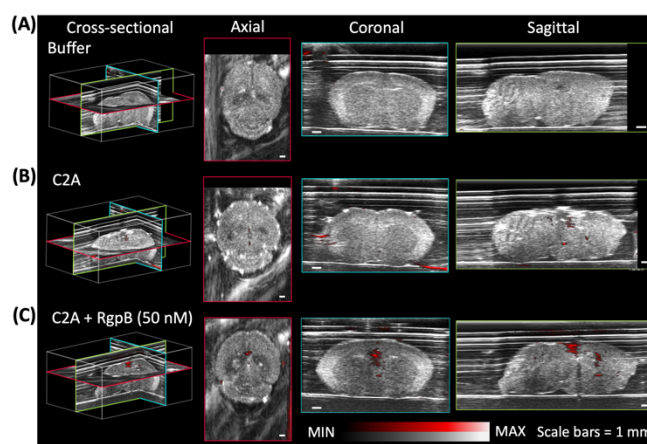 (A) Cross-sectional Axial Coronal Sagittal
Buffer
(B) C2A
(C) C2A + RgpB (50 nM)
MIN MAX Scale bars = 1 mm